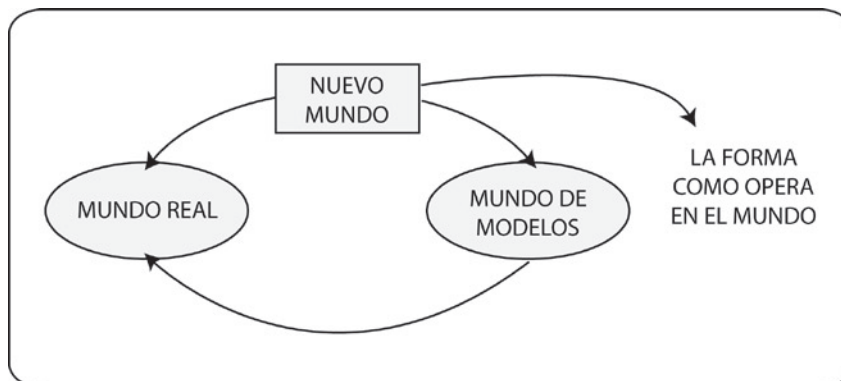 NUEVO
MUNDO
MUNDO REAL
MUNDO DE
MODELOS
LA FORMA
COMO OPERA
EN EL MUNDO